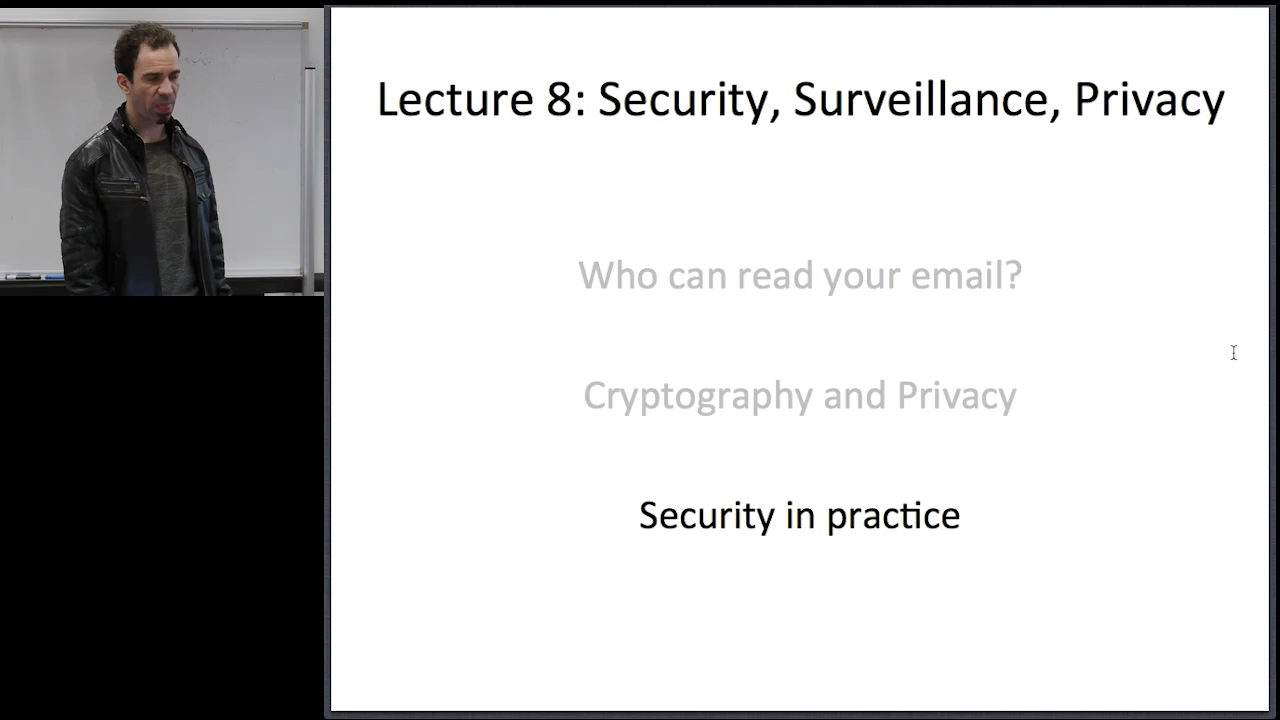 Lecture 8: Security, Surveillance, Privacy
Who can read your email?
Cryptography and Privacy
Security in practice